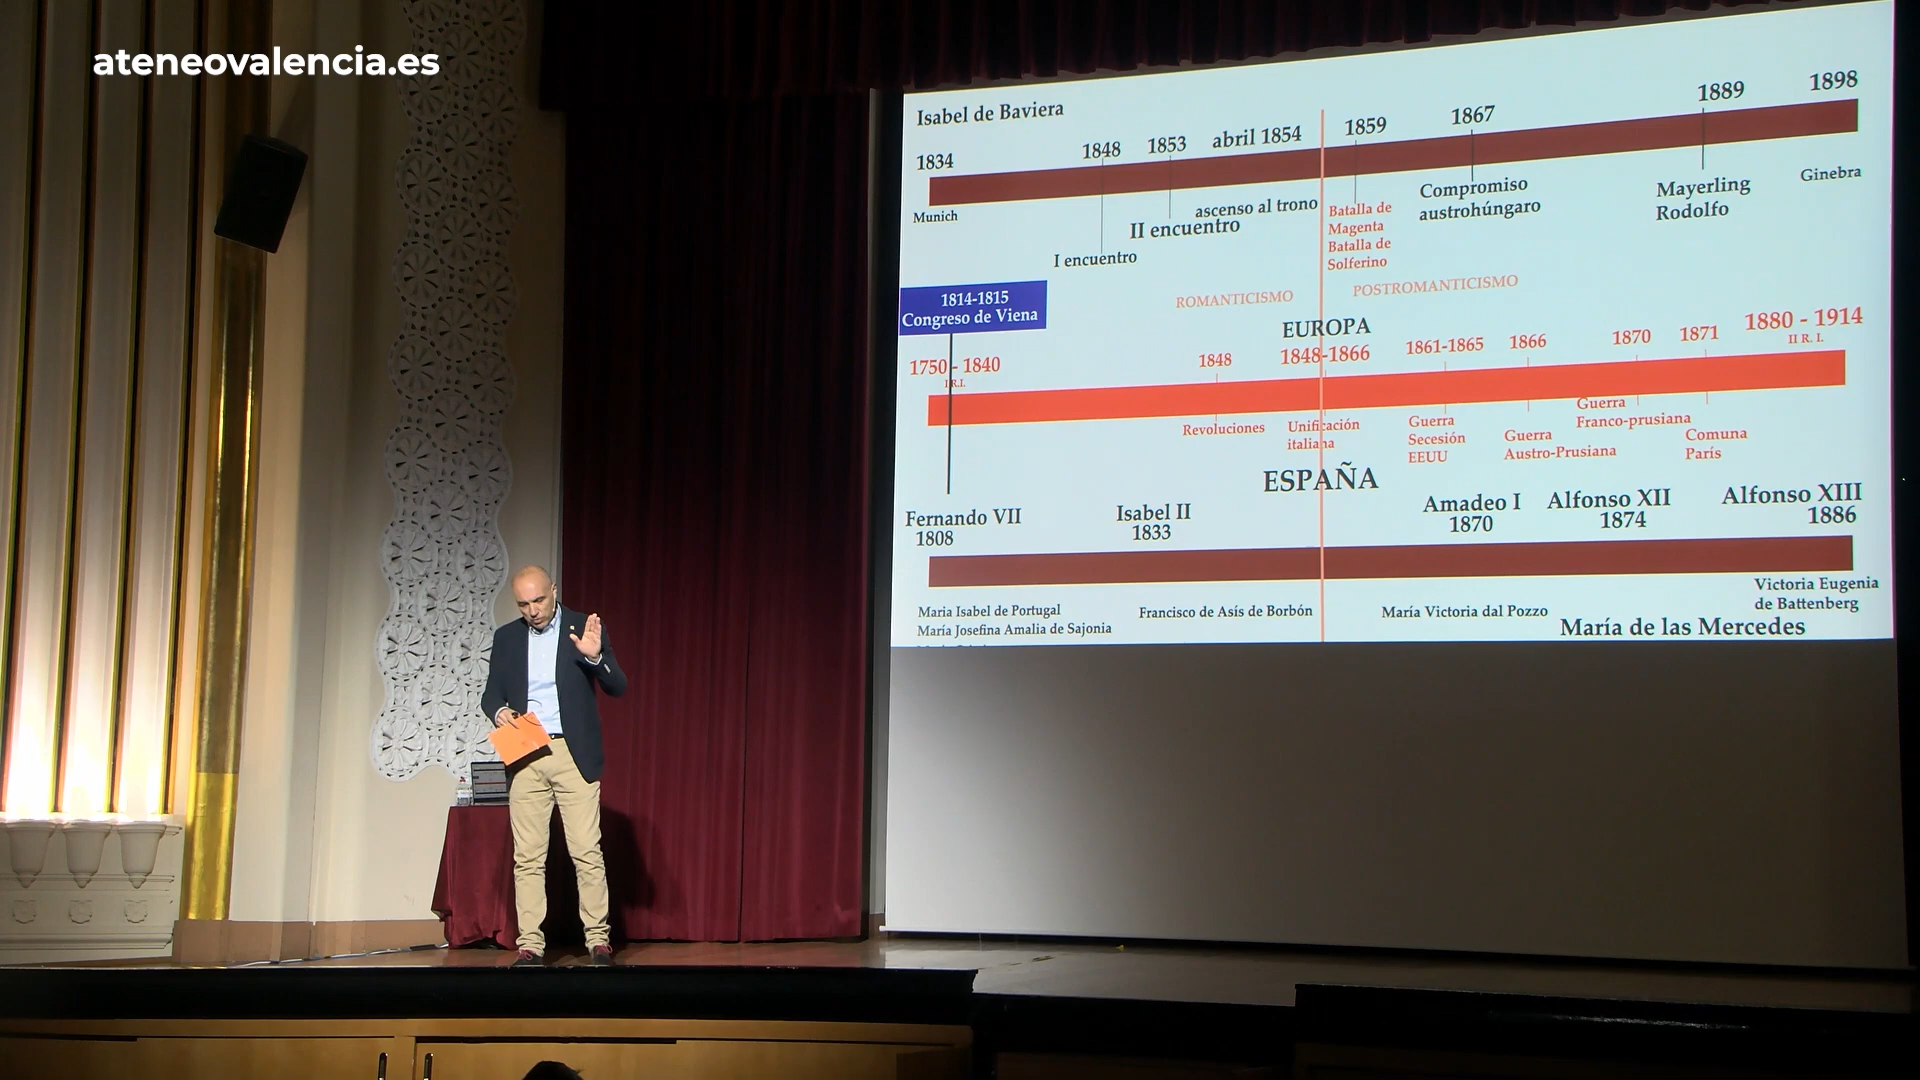 ateneovalencia.es
Isabel de Baviera
1834
1848
1853
abril 1854
1859
1867
1889
1898
Munich
I encuentro
II encuentro
ascenso al trono
Batalla de
Magenta
Batalla de
Solferino
Compromiso
austrohúngaro
Mayerling
Rodolfo
Ginebra
1814-1815
Congreso de Viena
ROMANTICISMO
POSTROMANTICISMO
EUROPA
1750 - 1840
I R.I.
1848
1848-1866
1861-1865
1866
1870
1871
1880 - 1914
II R. I.
Revoluciones
Unificación
italiana
Guerra
Secesión
EEUU
Guerra
Austro-Prusiana
Guerra
Franco-prusiana
Comuna
París
ESPAÑA
Fernando VII
1808
Isabel II
1833
Amadeo I
1870
Alfonso XII
1874
Alfonso XIII
1886
Maria Isabel de Portugal
María Josefina Amalia de Sajonia
Francisco de Asís de Borbón
María Victoria dal Pozzo
María de las Mercedes
Victoria Eugenia
de Battenberg